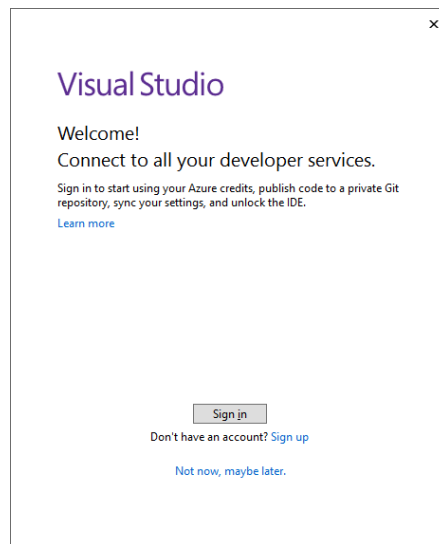 Visual Studio
Welcome!
Connect to all your developer services.
Sign in to start using your Azure credits, publish code to a private Git
repository, sync your settings, and unlock the IDE.
Learn more
Sign in
Don't have an account? Sign up
Not now, maybe later.